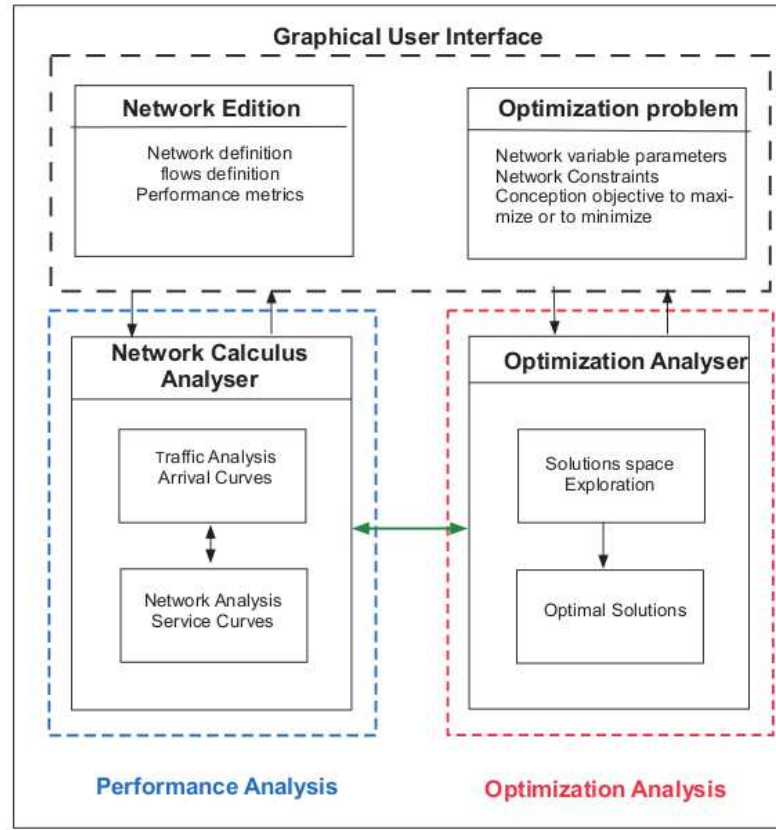 Graphical User Interface
Network Edition
Network definition
flows definition
Performance metrics
Optimization problem
Network variable parameters
Network Constraints
Conception objective to maxi-
mize or to minimize
Network Calculus
Analyser
Traffic Analysis
Arrival Curves
Network Analysis
Service Curves
Optimization Analyser
Solutions space
Exploration
Optimal Solutions
Performance Analysis
Optimization Analysis